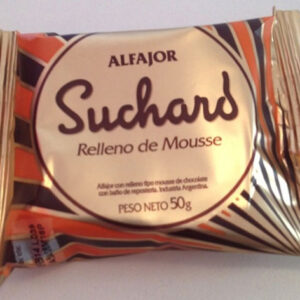 ALFAJOR
Suchard
Relleno de Mousse
Alfajor con relleno tipo mousse de chocolate
con baño de repostería. Industria Argentina.
PESO NETO 50g